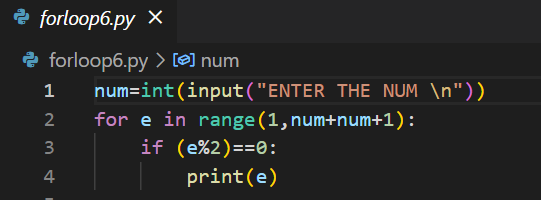 forloop6.py ×
forloop6.py > num
1 num=int(input("ENTER THE NUM \n"))
2 for e in range(1,num+num+1):
3     if (e%2)==0:
4         print(e)